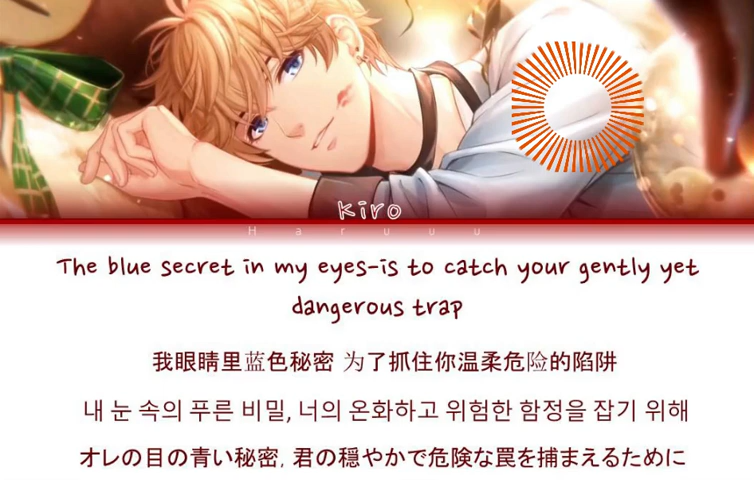 kiro
Haruuu
The blue secret in my eyes-is to catch your gently yet
dangerous trap
我眼睛里蓝色秘密 为了抓住你温柔危险的陷阱
내 눈 속의 푸른 비밀, 너의 온화하고 위험한 함정을 잡기 위해
オレの目の青い秘密, 君の穏やかで危険な罠を捕まえるために